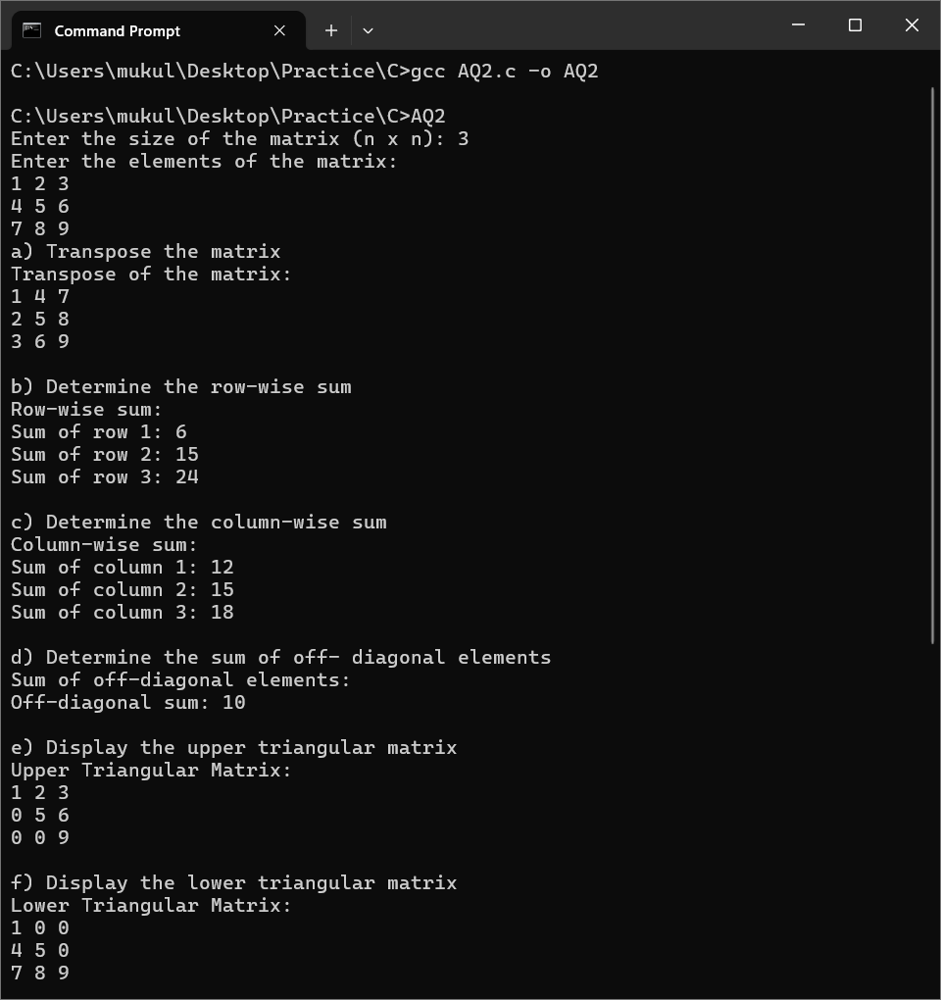 Command Prompt
C:\Users\mukul\Desktop\Practice\C>gcc AQ2.c -o AQ2
C:\Users\mukul\Desktop\Practice\C>AQ2
Enter the size of the matrix (n x n): 3
Enter the elements of the matrix:
1 2 3
4 5 6
7 8 9
a) Transpose the matrix
Transpose of the matrix:
1 4 7
2 5 8
3 6 9
b) Determine the row-wise sum
Row-wise sum:
Sum of row 1: 6
Sum of row 2: 15
Sum of row 3: 24
c) Determine the column-wise sum
Column-wise sum:
Sum of column 1: 12
Sum of column 2: 15
Sum of column 3: 18
d) Determine the sum of off- diagonal elements
Sum of off-diagonal elements:
Off-diagonal sum: 10
e) Display the upper triangular matrix
Upper Triangular Matrix:
1 2 3
0 5 6
0 0 9
f) Display the lower triangular matrix
Lower Triangular Matrix:
1 0 0
4 5 0
7 8 9